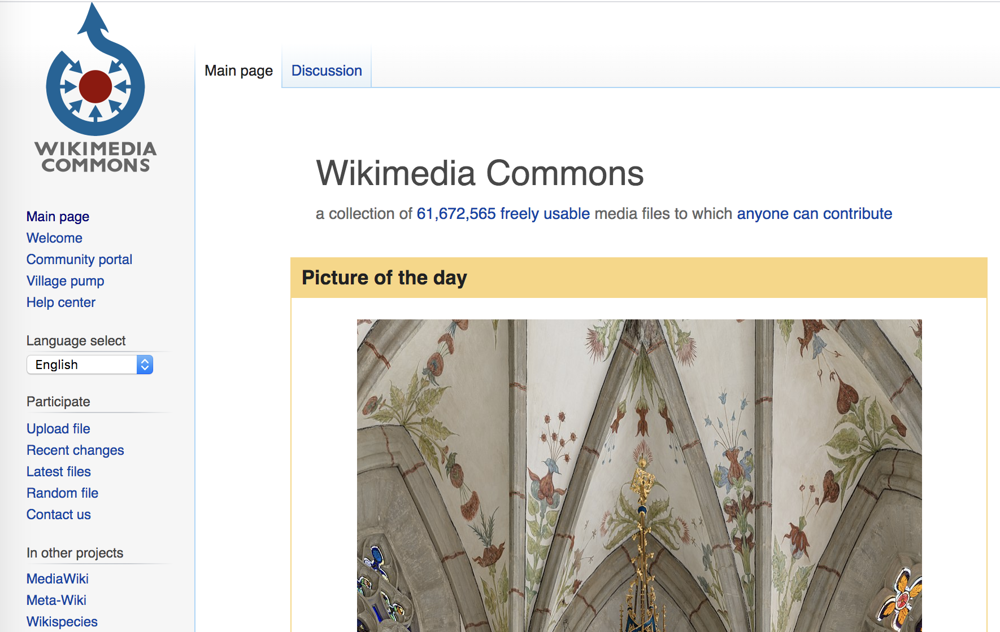 WIKIMEDIA
COMMONS
Main page
Welcome
Community portal
Village pump
Help center
Language select
English
Participate
Upload file
Recent changes
Latest files
Random file
Contact us
In other projects
MediaWiki
Meta-Wiki
Wikispecies
Main page Discussion
Wikimedia Commons
a collection of 61,672,565 freely usable media files to which anyone can contribute
Picture of the day